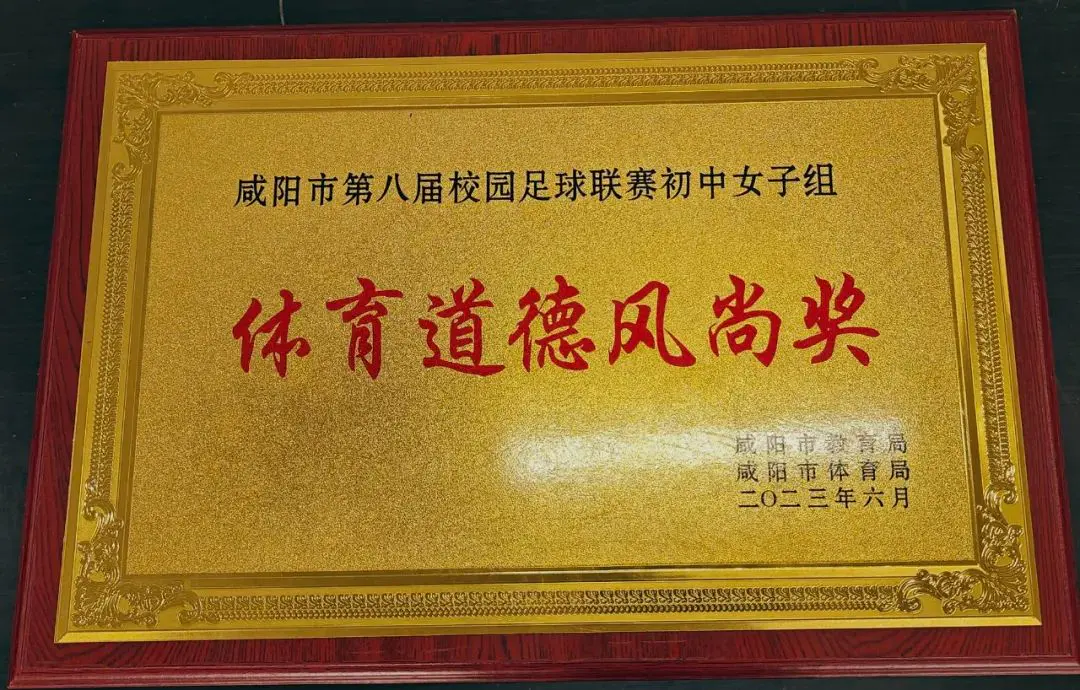 咸阳市第八届校园足球联赛初中女子组
体育道德风尚奖
咸阳市教育局
咸阳市体育局
二〇二三年六月